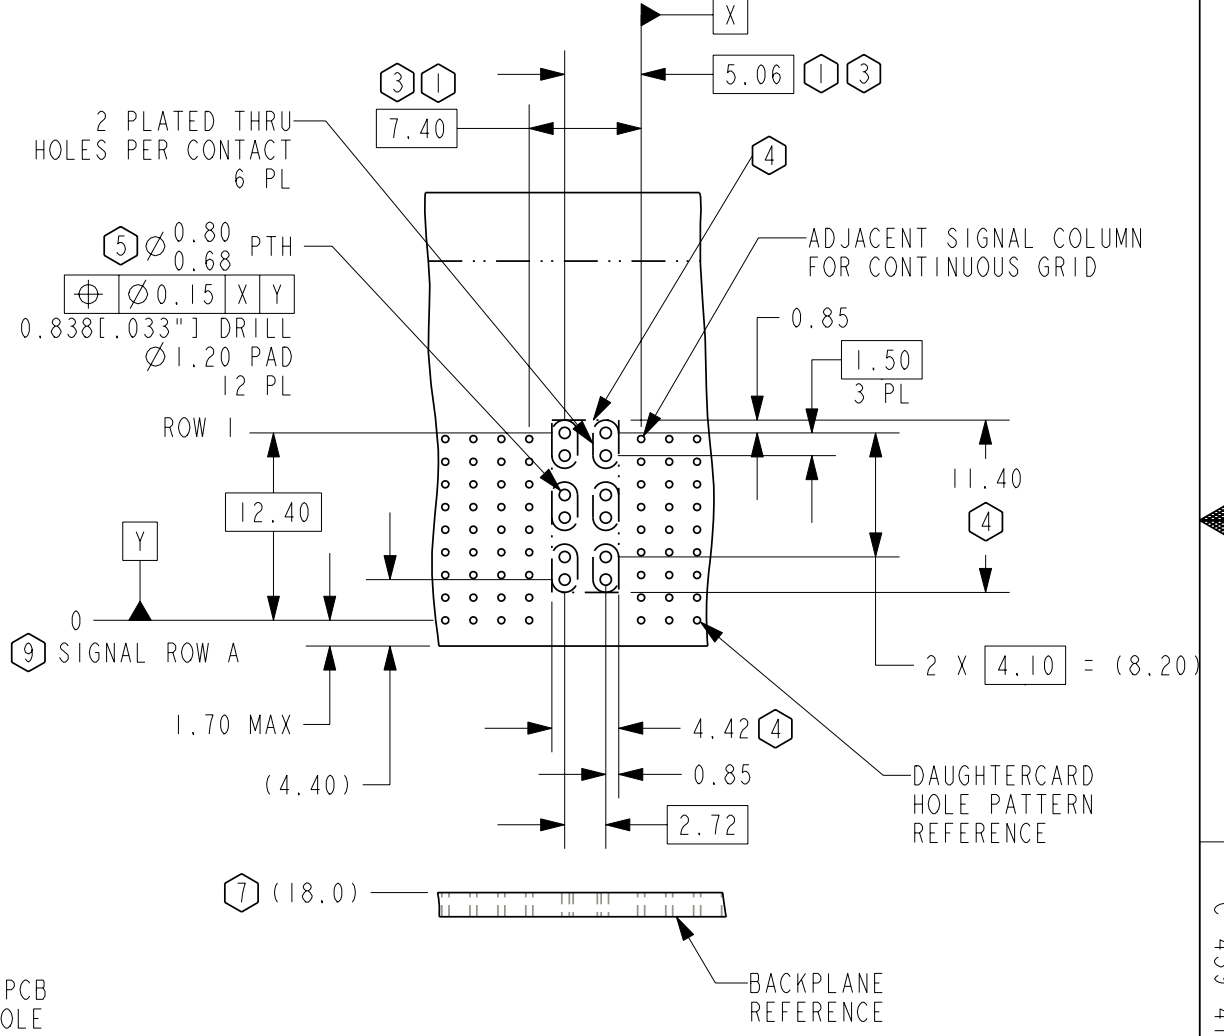 X
3 1
5.06 1 3
7.40
2 PLATED THRU
HOLES PER CONTACT
6 PL
4
5 Ø 0.80 PTH
0.68
⌖ Ø0.15 X Y
0.838[.033"] DRILL
Ø1.20 PAD
12 PL
ADJACENT SIGNAL COLUMN
FOR CONTINUOUS GRID
0.85
1.50
3 PL
ROW 1
11.40
4
12.40
Y
0
9 SIGNAL ROW A
2 X 4.10 = (8.20)
1.70 MAX
4.42 4
(4.40)
0.85
DAUGHTERCARD
HOLE PATTERN
REFERENCE
2.72
7 (18.0)
BACKPLANE
REFERENCE
PCB
OLE